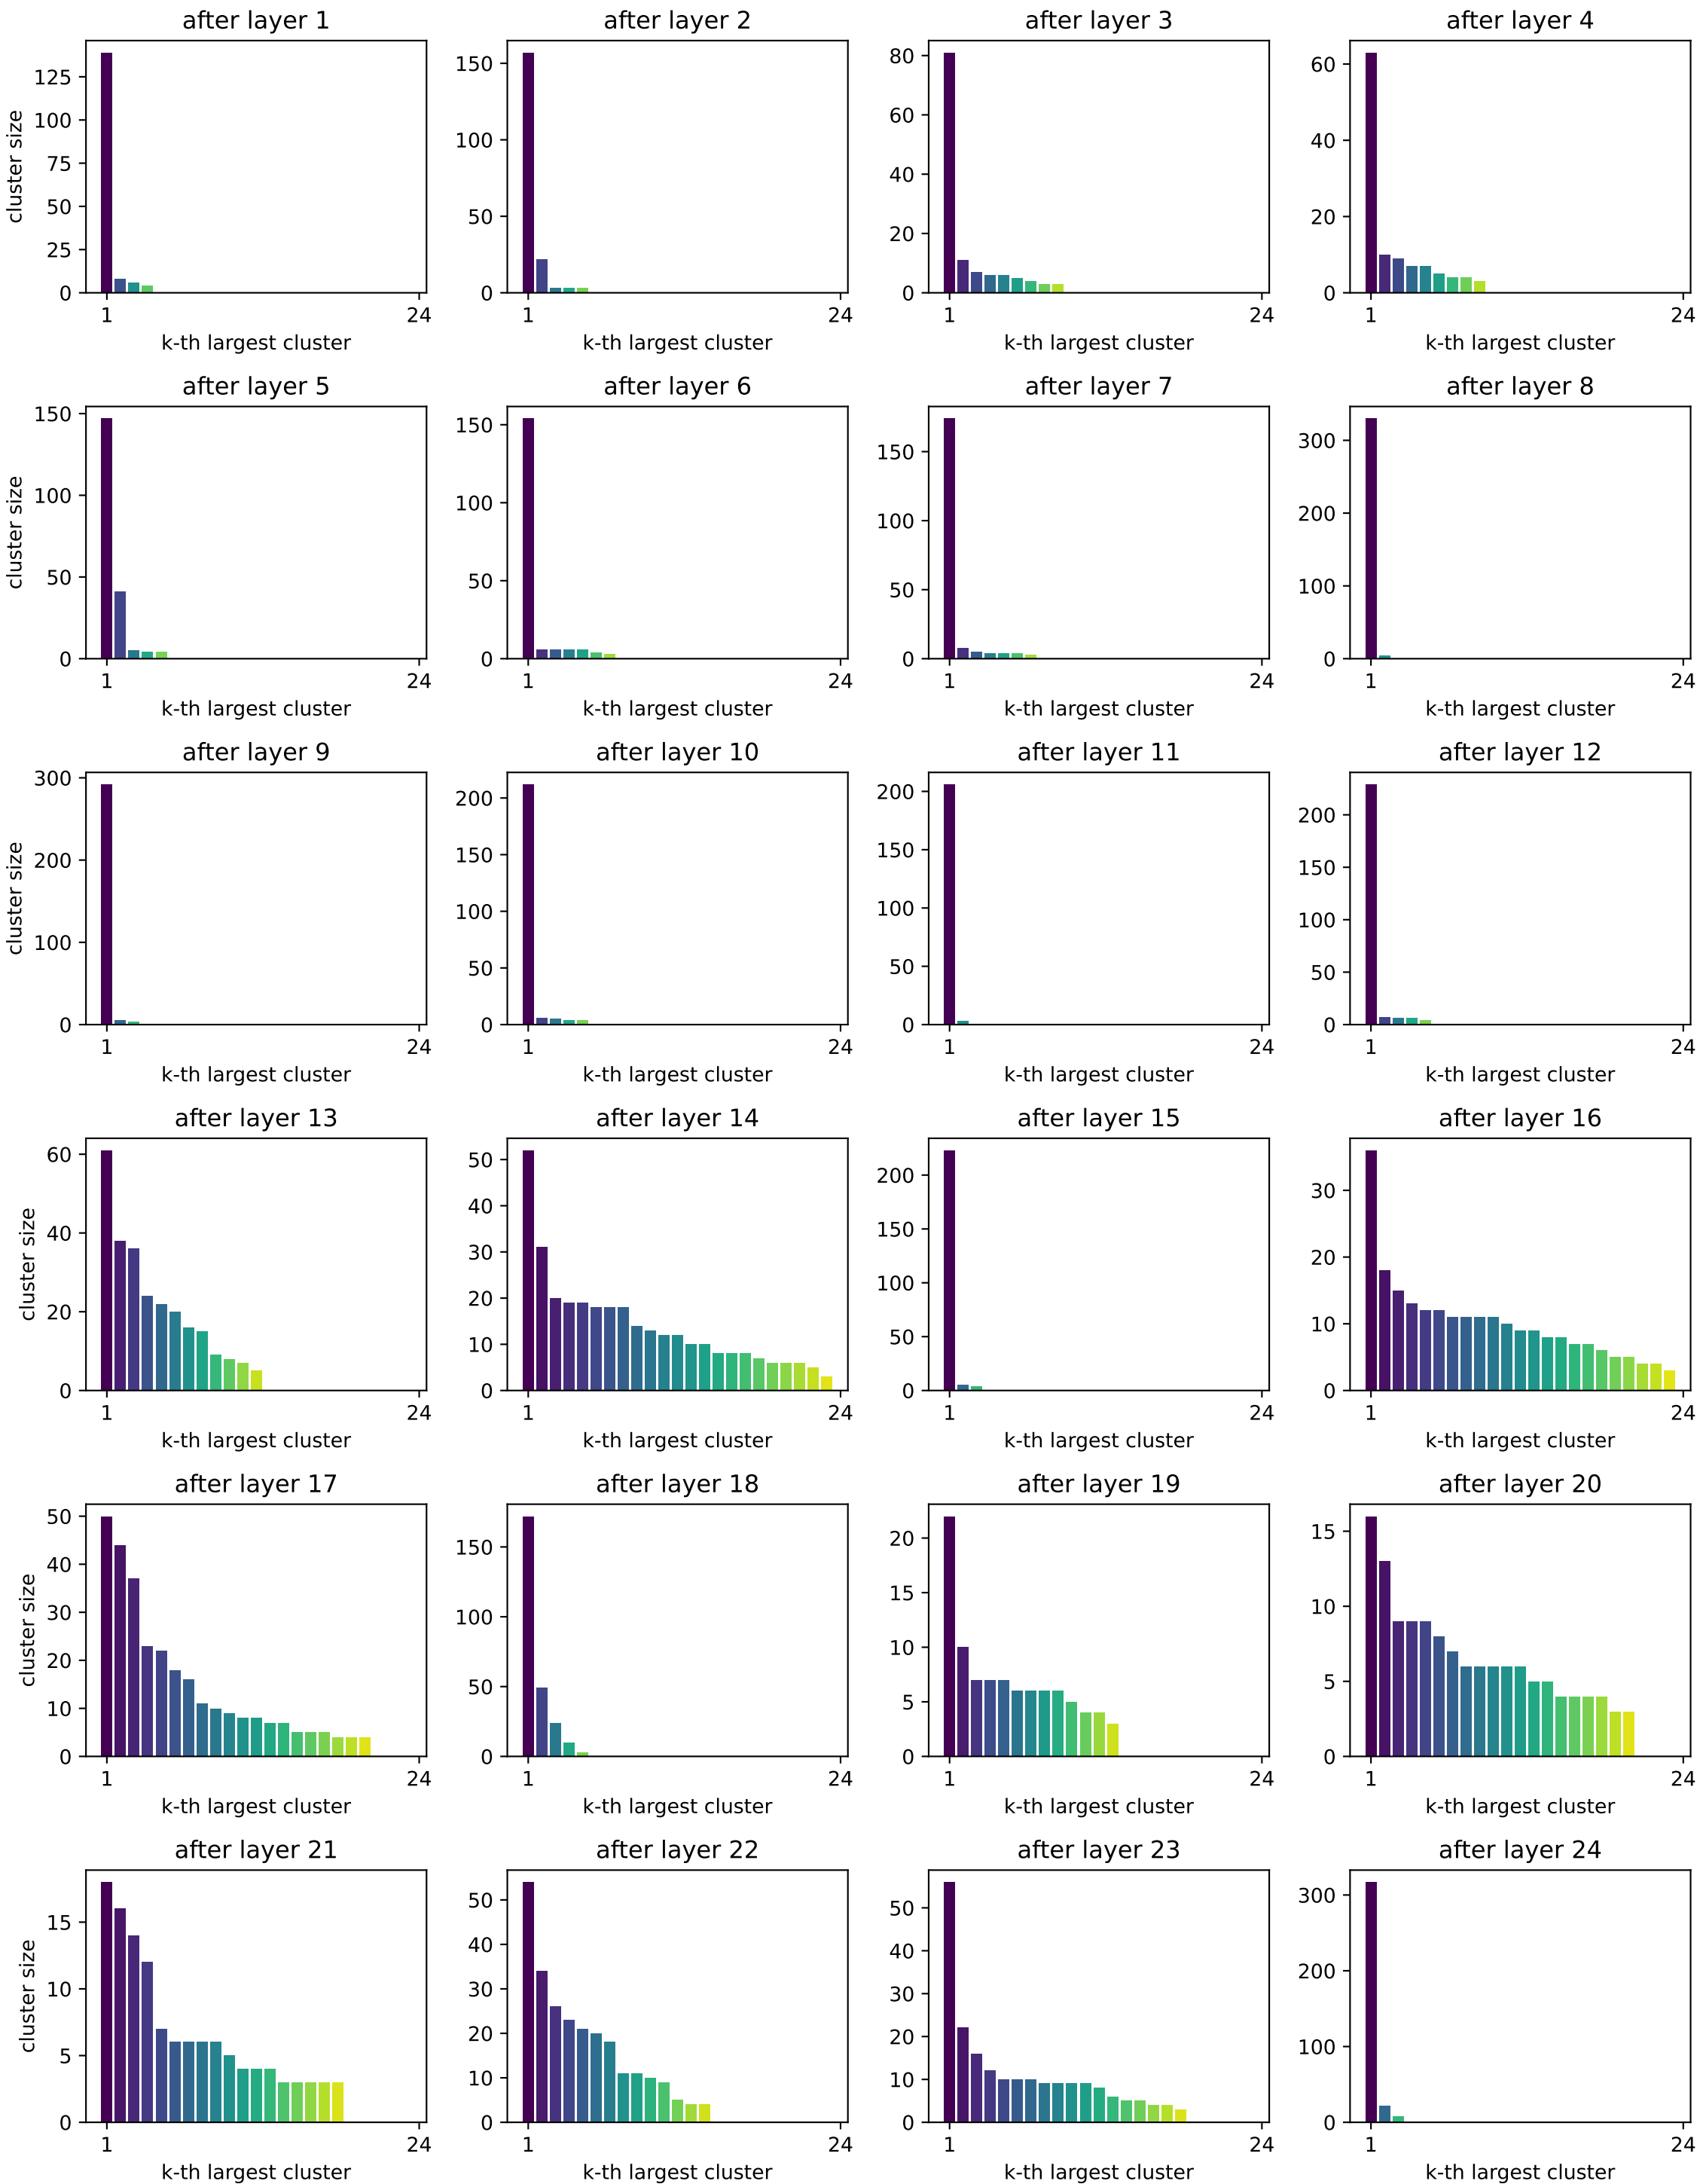 after layer 1
after layer 2
after layer 3
after layer 4
125
100
75
50
25
0
cluster size
1
24
k-th largest cluster
150
100
50
0
1
24
k-th largest cluster
80
60
40
20
0
1
24
k-th largest cluster
60
40
20
0
1
24
k-th largest cluster
after layer 5
after layer 6
after layer 7
after layer 8
150
100
50
0
cluster size
1
24
k-th largest cluster
150
100
50
0
1
24
k-th largest cluster
150
100
50
0
1
24
k-th largest cluster
300
200
100
0
1
24
k-th largest cluster
after layer 9
after layer 10
after layer 11
after layer 12
300
200
100
0
cluster size
1
24
k-th largest cluster
200
150
100
50
0
1
24
k-th largest cluster
200
150
100
50
0
1
24
k-th largest cluster
200
150
100
50
0
1
24
k-th largest cluster
after layer 13
after layer 14
after layer 15
after layer 16
60
40
20
0
cluster size
1
24
k-th largest cluster
50
40
30
20
10
0
1
24
k-th largest cluster
200
150
100
50
0
1
24
k-th largest cluster
30
20
10
0
1
24
k-th largest cluster
after layer 17
after layer 18
after layer 19
after layer 20
50
40
30
20
10
0
cluster size
1
24
k-th largest cluster
150
100
50
0
1
24
k-th largest cluster
20
15
10
5
0
1
24
k-th largest cluster
15
10
5
0
1
24
k-th largest cluster
after layer 21
after layer 22
after layer 23
after layer 24
15
10
5
0
cluster size
1
24
k-th largest cluster
50
40
30
20
10
0
1
24
k-th largest cluster
50
40
30
20
10
0
1
24
k-th largest cluster
300
200
100
0
1
24
k-th largest cluster